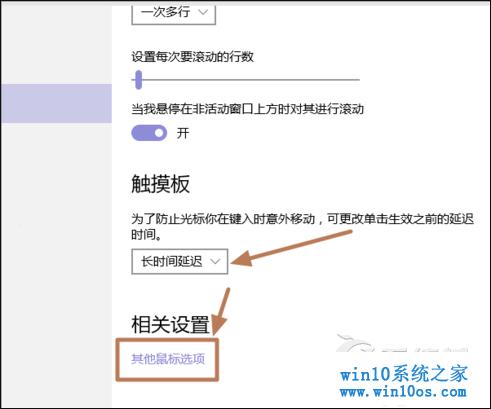 一次多行
设置每次要滚动的行数
当我悬停在非活动窗口上方时对其进行滚动
开
触摸板
为了防止光标你在键入时意外移动，可更改单击生效之前的延迟
时间。
长时间延迟
相关设置
其他鼠标选项
win10系统之家
www.win10os.com